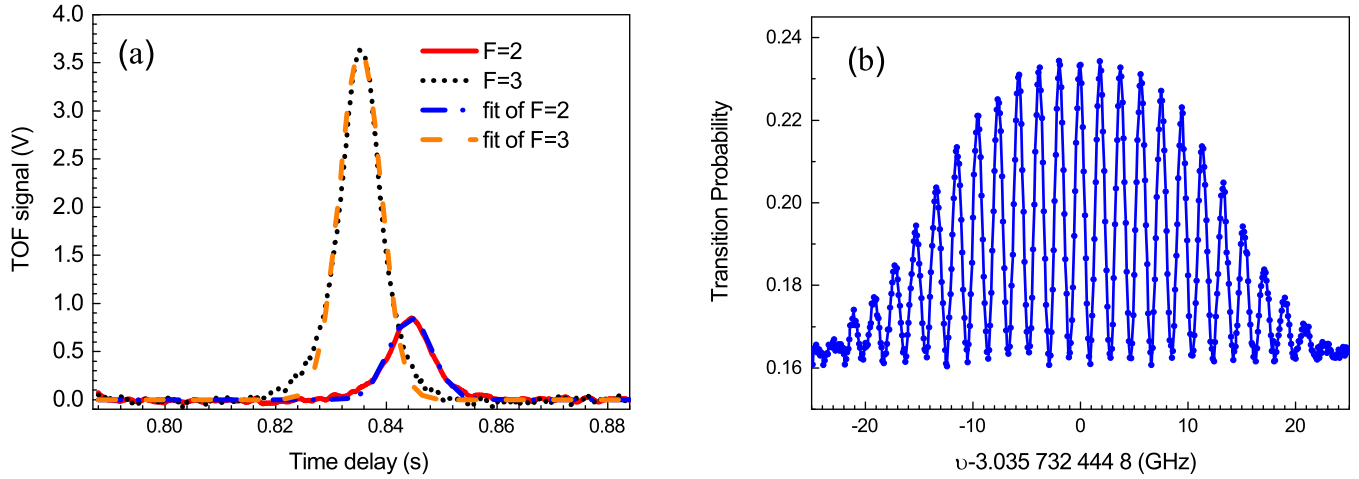 (a)
4.0
3.5
3.0
2.5
2.0
1.5
1.0
0.5
0.0
TOF signal (V)
F=2
F=3
fit of F=2
fit of F=3
0.80 0.82 0.84 0.86 0.88
Time delay (s)
(b)
0.24
0.22
0.20
0.18
0.16
Transition Probability
-20 -10 0 10 20
υ-3.035 732 444 8 (GHz)